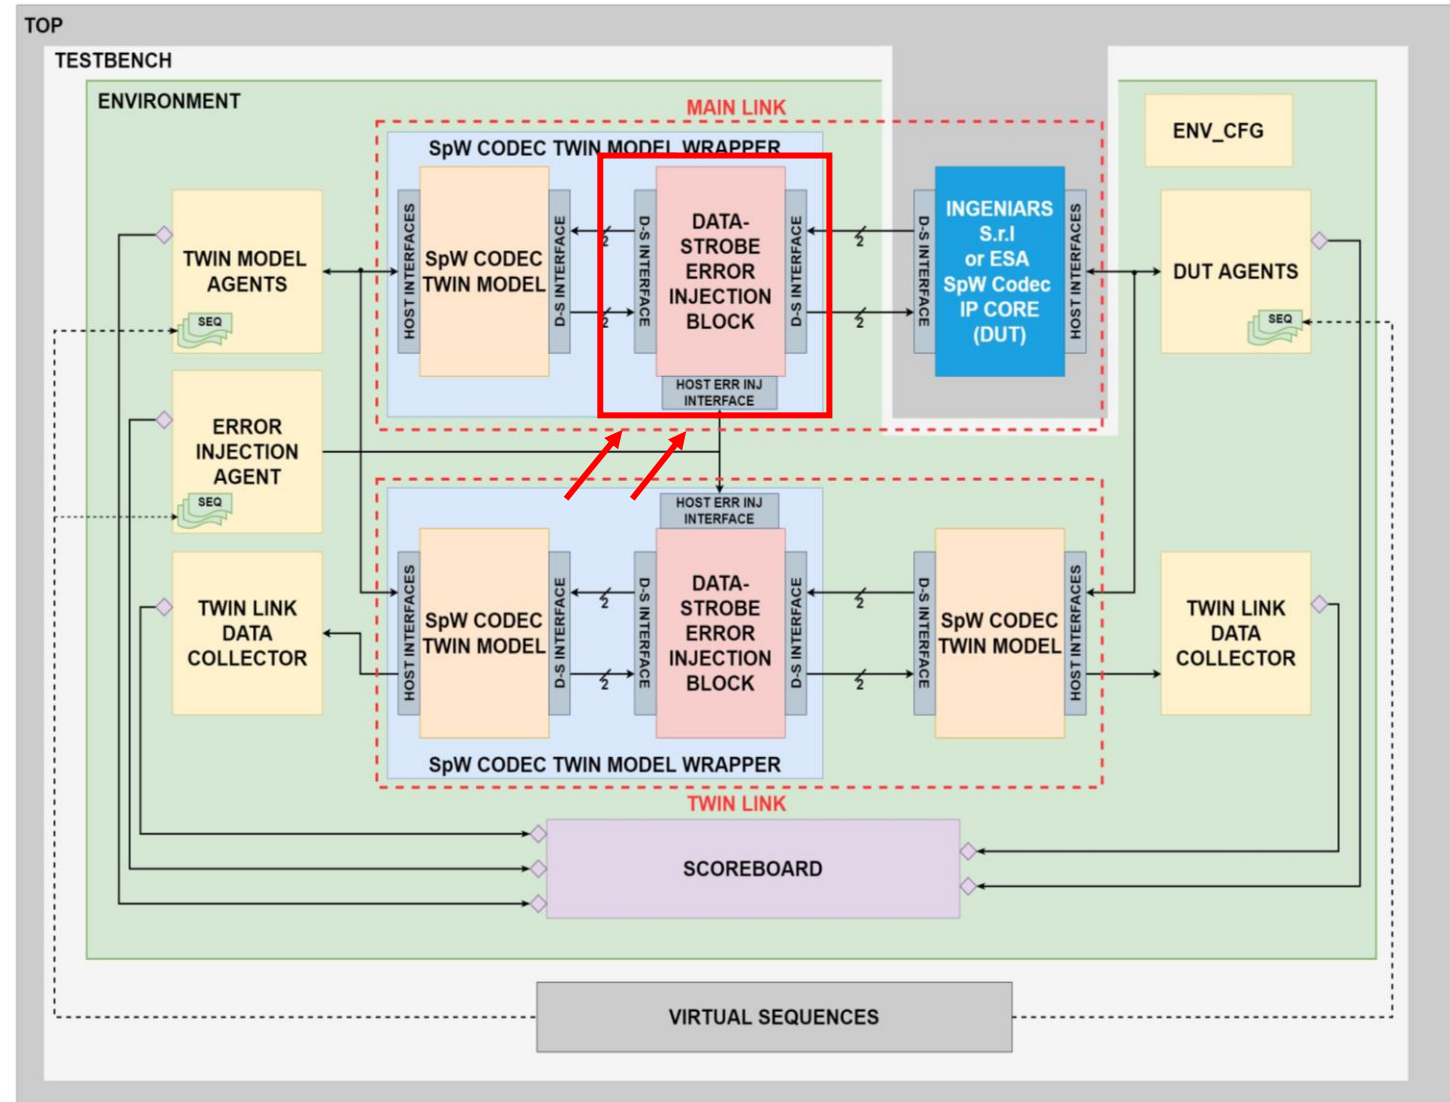 TOP
TESTBENCH
ENVIRONMENT
MAIN LINK
SpW CODEC TWIN MODEL WRAPPER
ENV_CFG
TWIN MODEL
AGENTS
SEQ
HOST INTERFACES
SpW CODEC
TWIN MODEL
D-S INTERFACE
2
2
D-S INTERFACE
DATA-
STROBE
ERROR
INJECTION
BLOCK
D-S INTERFACE
HOST ERR INJ
INTERFACE
2
2
D-S INTERFACE
INGENIARS
S.r.l
or ESA
SpW Codec
IP CORE
(DUT)
HOST INTERFACES
DUT AGENTS
SEQ
ERROR
INJECTION
AGENT
SEQ
HOST ERR INJ
INTERFACE
TWIN LINK
DATA
COLLECTOR
HOST INTERFACES
SpW CODEC
TWIN MODEL
D-S INTERFACE
2
2
D-S INTERFACE
DATA-
STROBE
ERROR
INJECTION
BLOCK
D-S INTERFACE
2
2
D-S INTERFACE
SpW CODEC
TWIN MODEL
HOST INTERFACES
TWIN LINK
DATA
COLLECTOR
SpW CODEC TWIN MODEL WRAPPER
TWIN LINK
SCOREBOARD
VIRTUAL SEQUENCES